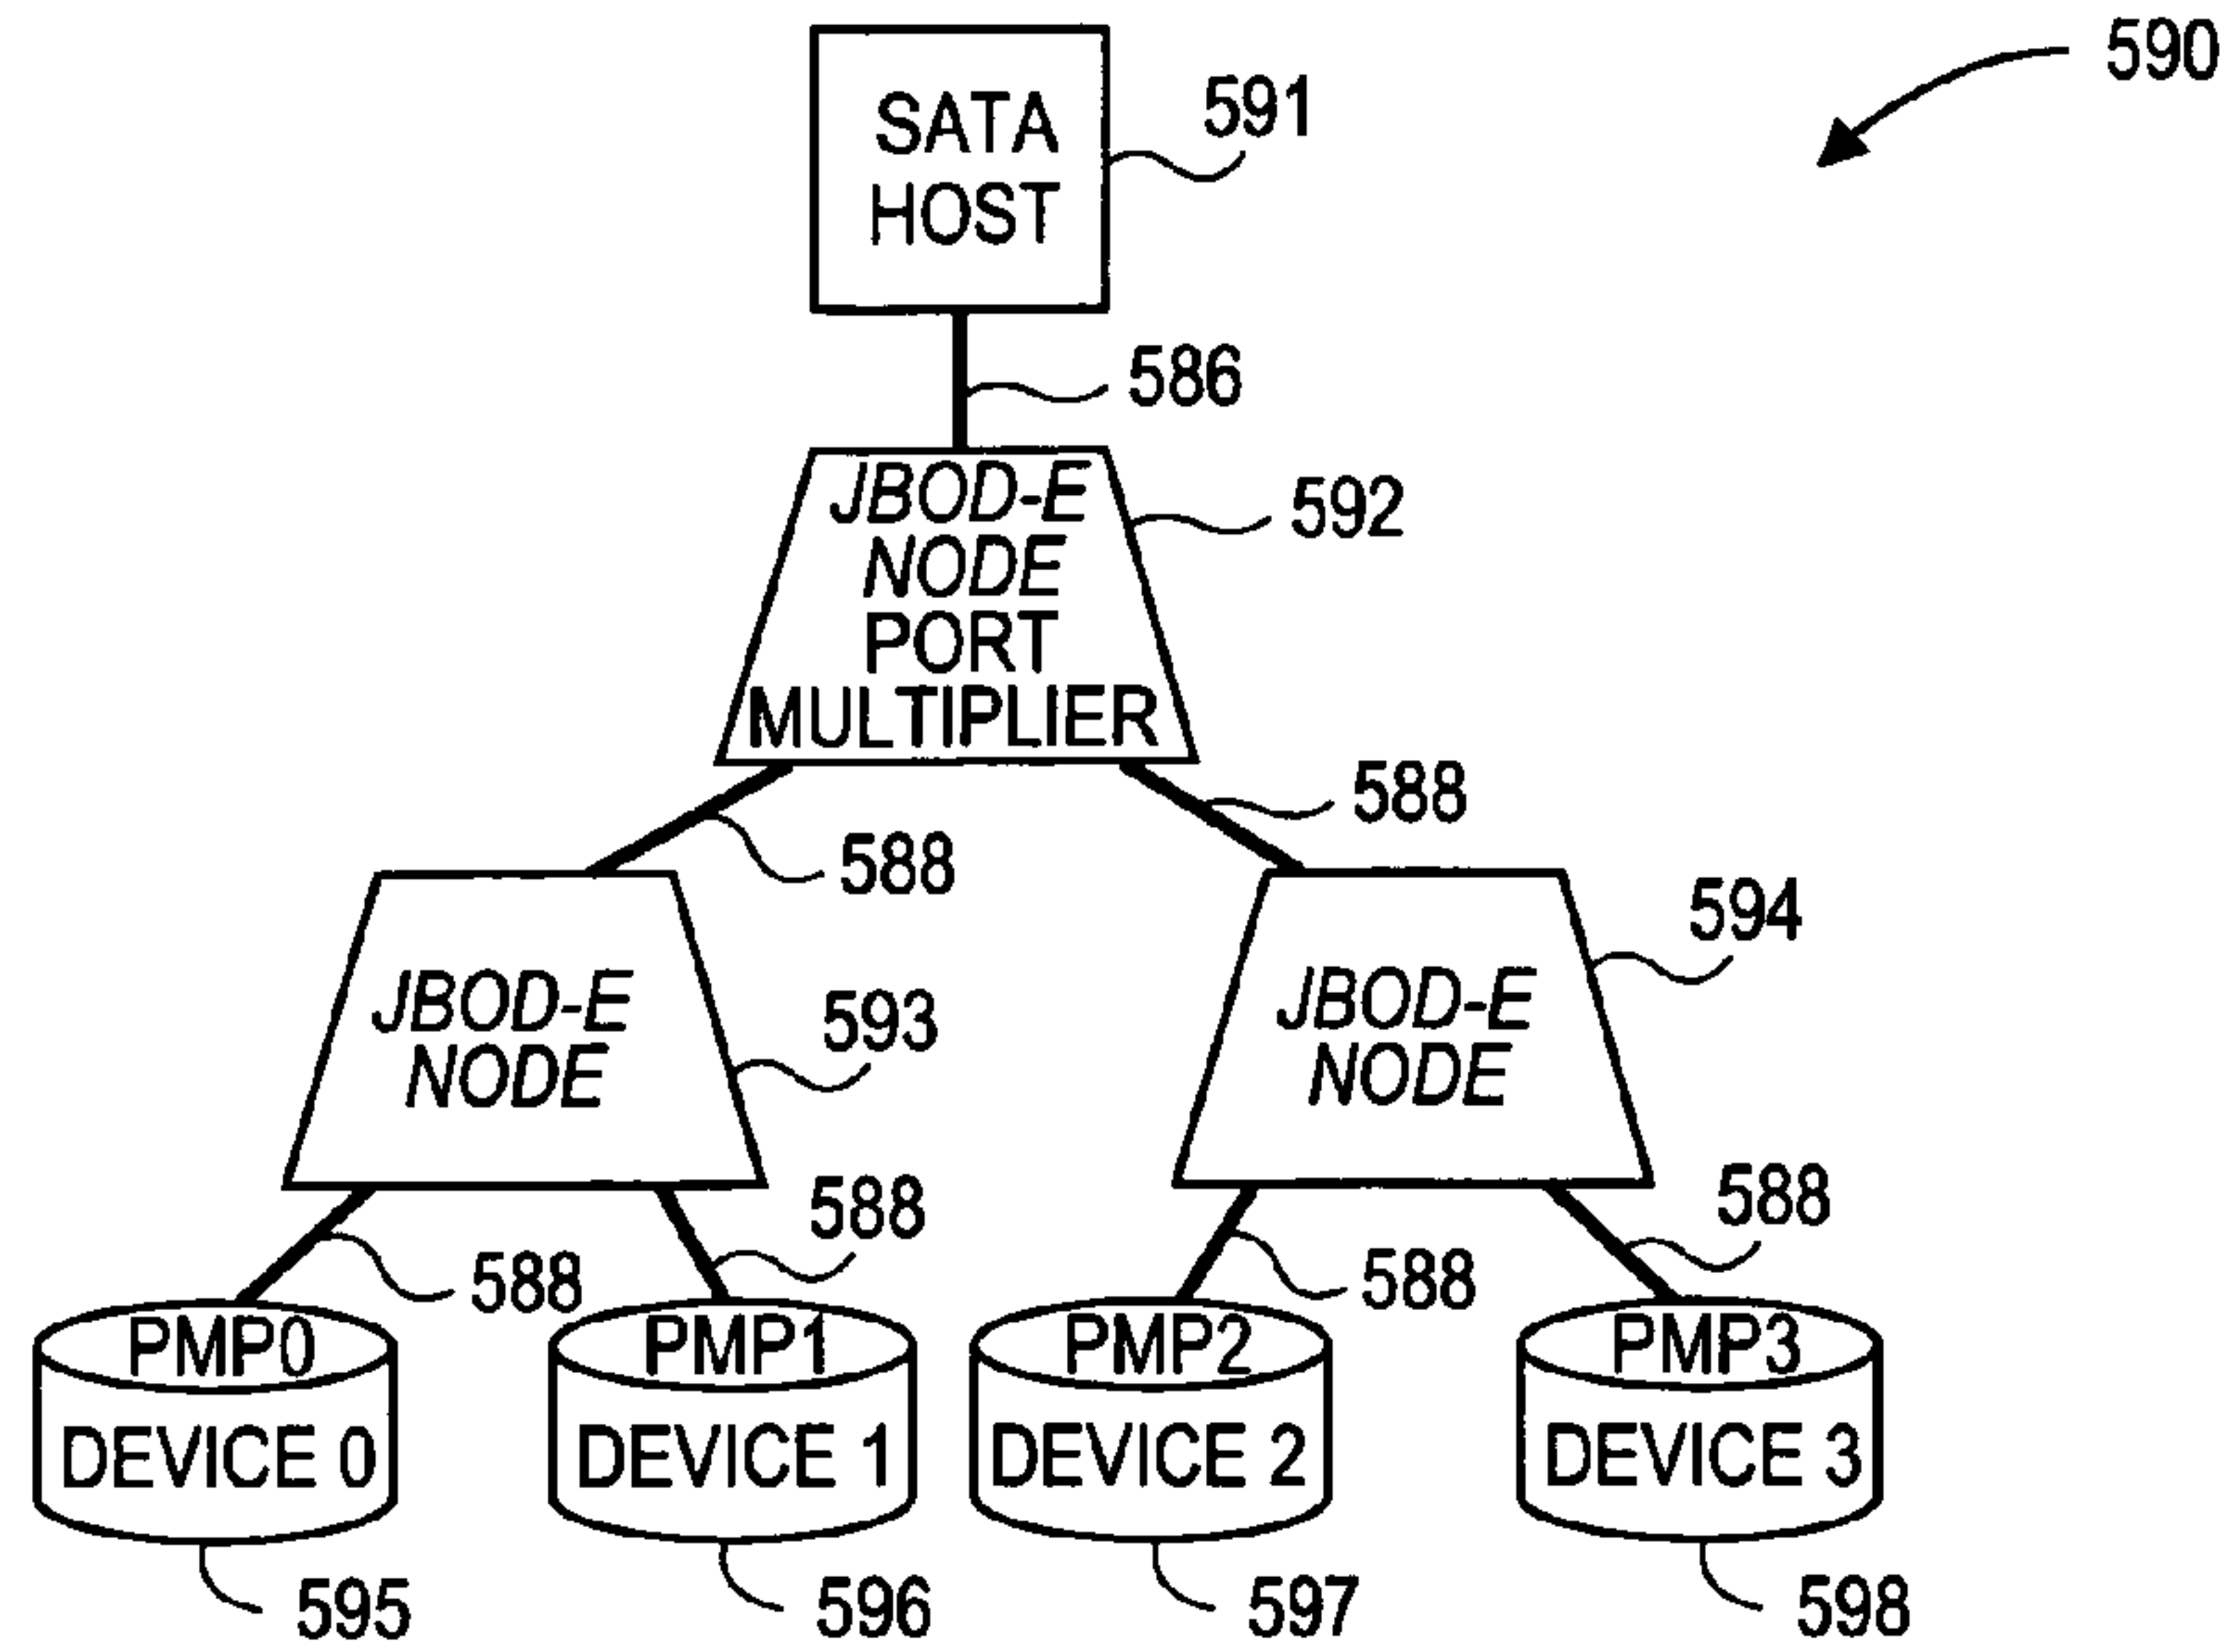 590
SATA
HOST
591
586
JBOD-E
NODE
PORT
MULTIPLIER
592
588
588
JBOD-E
NODE
593
JBOD-E
NODE
594
588
588
588
588
PMP0
DEVICE 0
PMP1
DEVICE 1
PMP2
DEVICE 2
PMP3
DEVICE 3
595
596
597
598